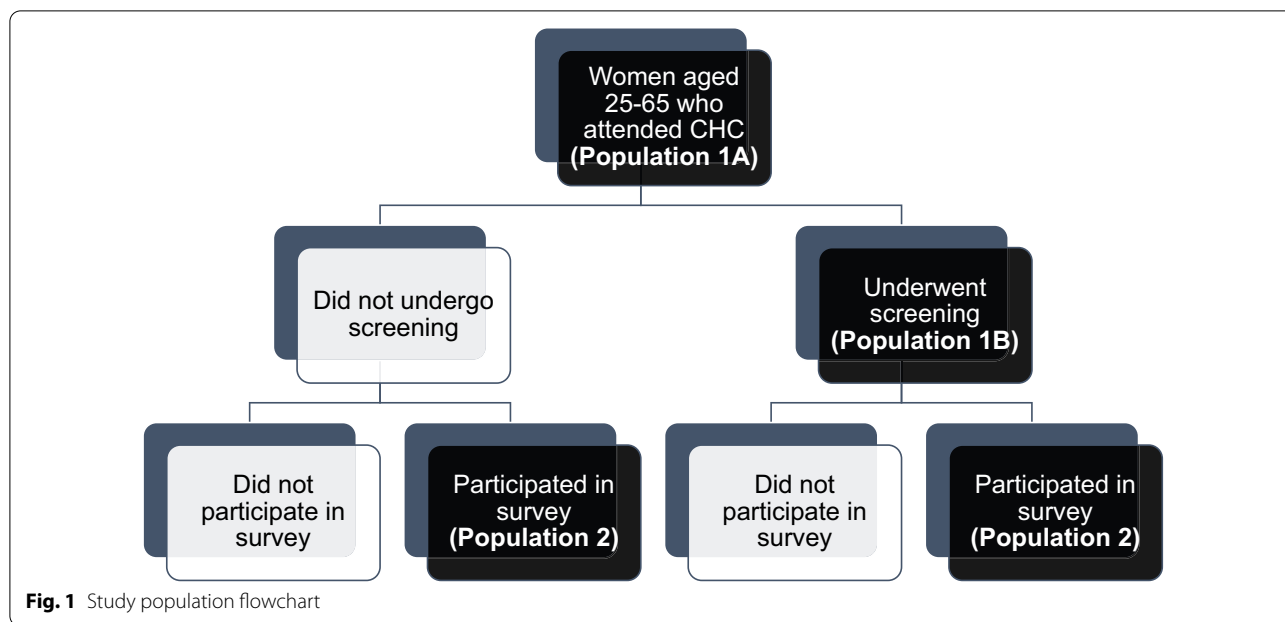 Women aged
25-65 who
attended CHC
(Population 1A)
Did not undergo
screening
Underwent
screening
(Population 1B)
Did not
participate in
survey
Participated in
survey
(Population 2)
Did not
participate in
survey
Participated in
survey
(Population 2)
Fig. 1 Study population flowchart